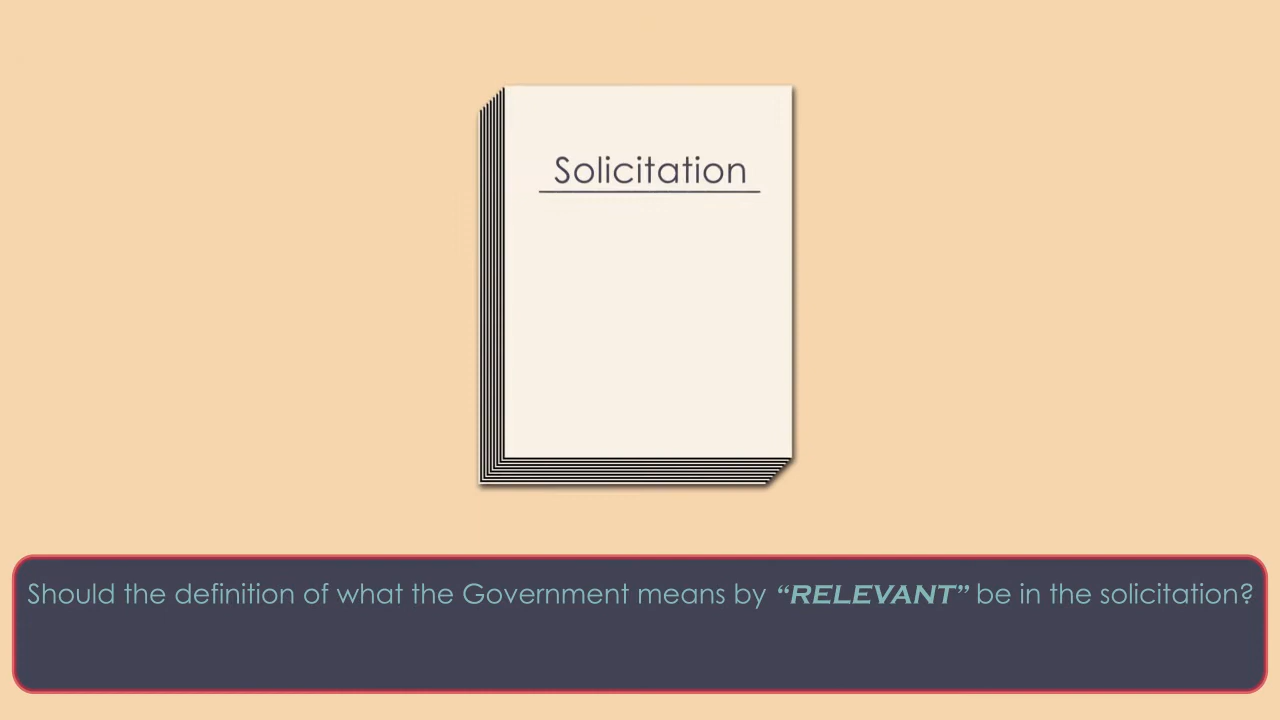 Solicitation
Should the definition of what the Government means by “RELEVANT” be in the solicitation?